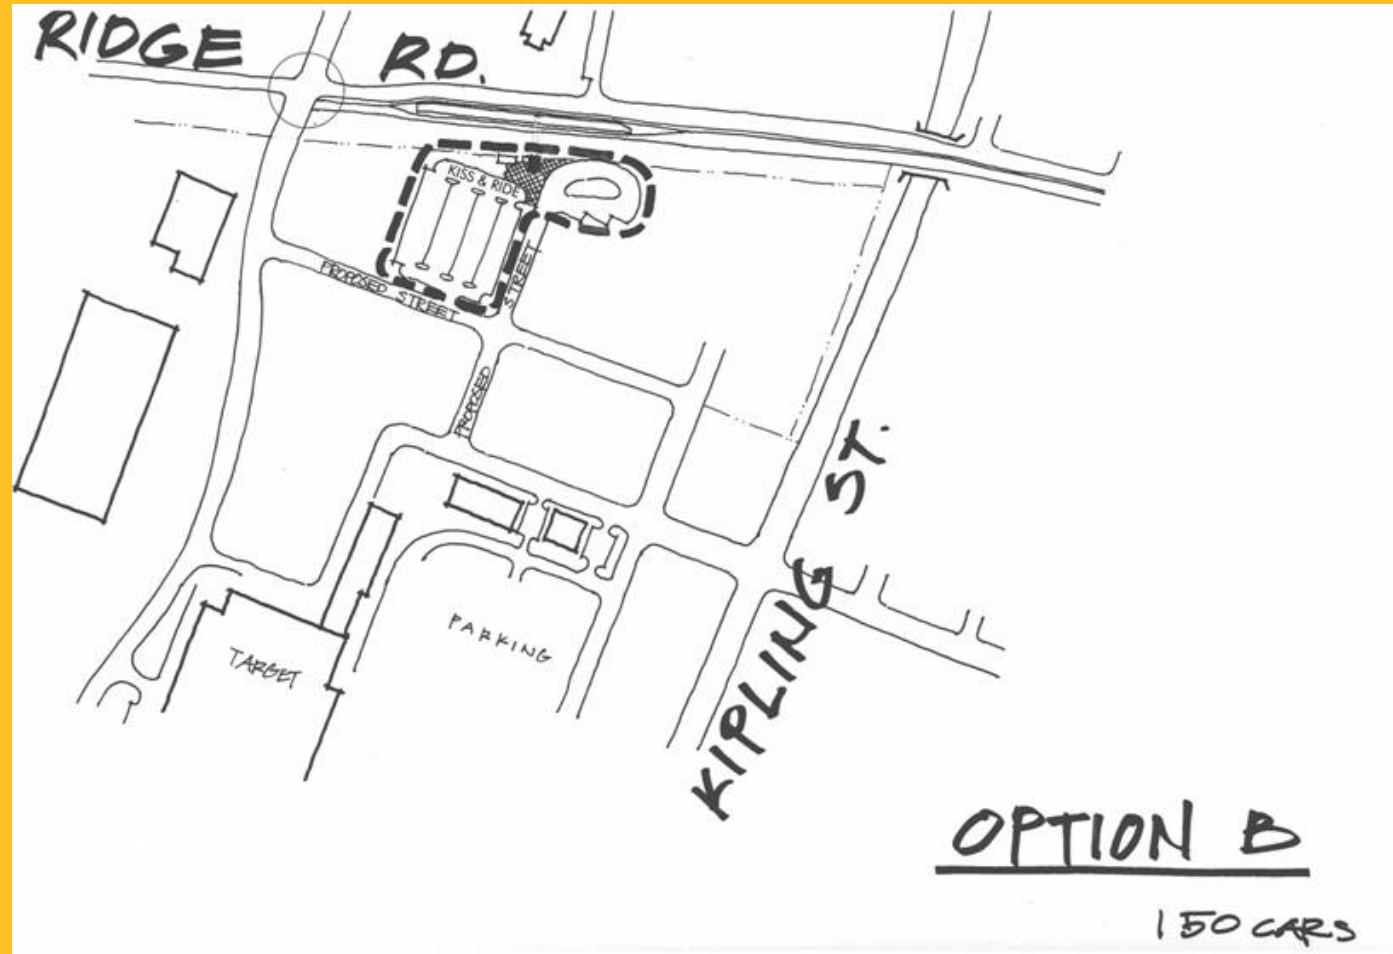 RIDGE RD.
KISS & RIDE
PROPOSED STREET
PROPOSED STREET
KIPLING ST.
TARGET
PARKING
OPTION B
150 CARS